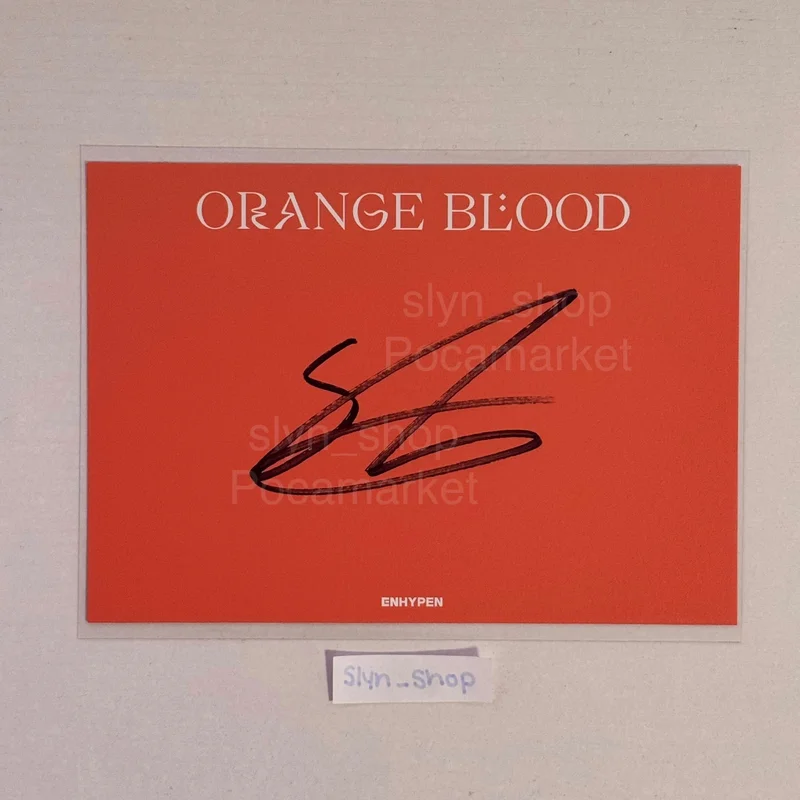 ORANGE BLOOD
slyn_shop
Pocamarket
slyn_shop
Pocamarket
ENHYPEN
Slyn_Shop